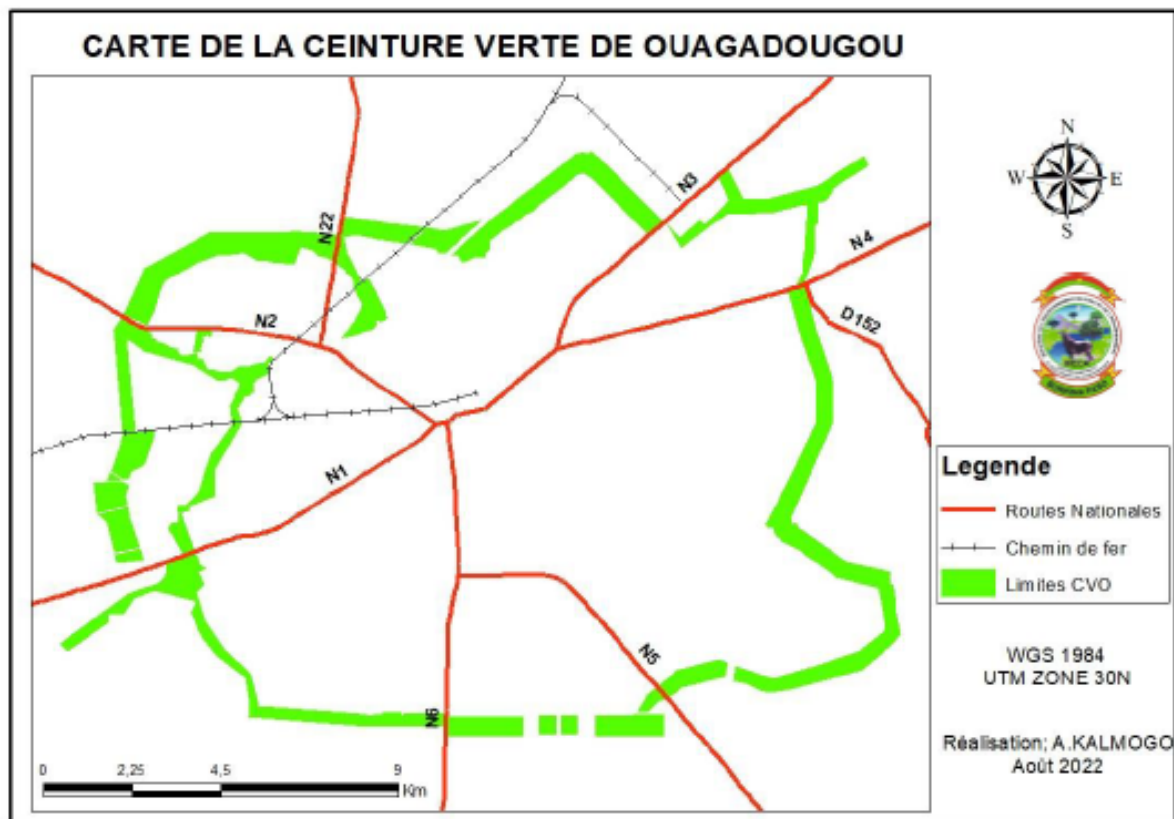 CARTE DE LA CEINTURE VERTE DE OUAGADOUGOU
N
W E
S
N3
N22
N4
N2
D152
N1
N5
N6
Legende
Routes Nationales
Chemin de fer
Limites CVO
WGS 1984
UTM ZONE 30N
Réalisation; A.KALMOGO
Août 2022
0 2,25 4,5 9
Km
BURKINA FASO